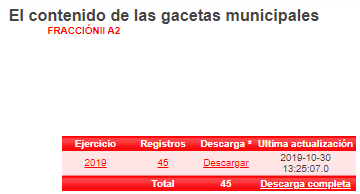 El contenido de las gacetas municipales
FRACCIÓNII A2
Ejercicio Registros Descarga * Ultima actualización
2019 45 Descargar 2019-10-30
13:25:07.0
Total 45 Descarga completa